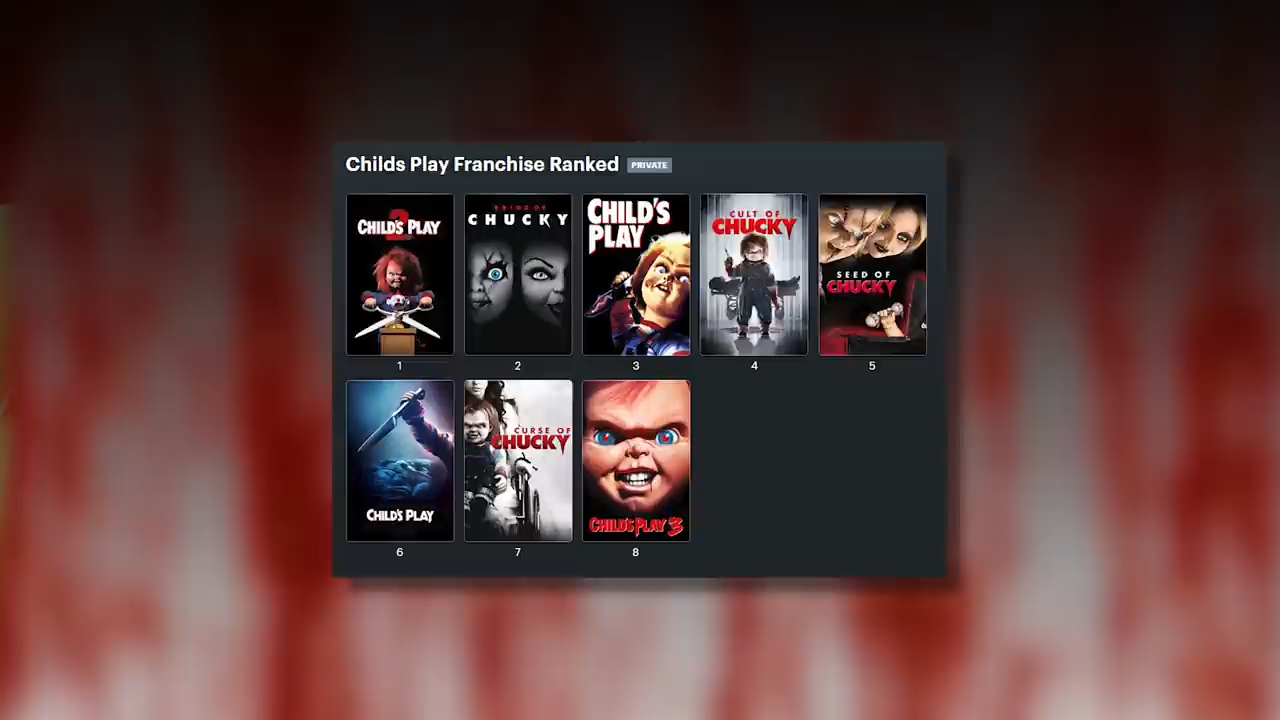 Childs Play Franchise Ranked PRIVATE
2
CHILD'S PLAY
BRIDE OF
CHUCKY
CHILD'S
PLAY
CULT OF
CHUCKY
SEED OF
CHUCKY
1
2
3
4
5
CHILD'S PLAY
CURSE OF
CHUCKY
CHILD'S PLAY 3
6
7
8